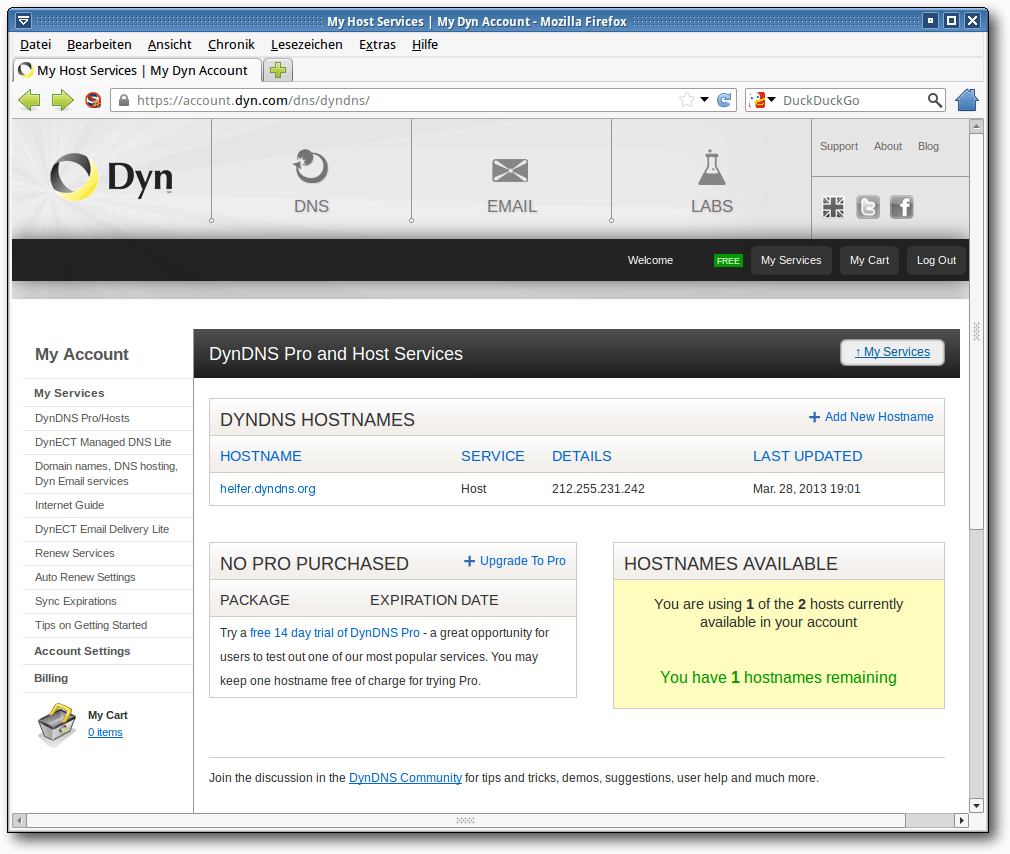 My Host Services | My Dyn Account - Mozilla Firefox
Datei Bearbeiten Ansicht Chronik Lesezeichen Extras Hilfe
My Host Services | My Dyn Account
https://account.dyn.com/dns/dyndns/
DuckDuckGo
Dyn
DNS
EMAIL
LABS
Support About Blog
Welcome FREE My Services My Cart Log Out
My Account
My Services
DynDNS Pro/Hosts
DynECT Managed DNS Lite
Domain names, DNS hosting,
Dyn Email services
Internet Guide
DynECT Email Delivery Lite
Renew Services
Auto Renew Settings
Sync Expirations
Tips on Getting Started
Account Settings
Billing
My Cart
0 items
DynDNS Pro and Host Services
↑ My Services
DYNDNS HOSTNAMES
+ Add New Hostname
HOSTNAME SERVICE DETAILS LAST UPDATED
helfer.dyndns.org Host 212.255.231.242 Mar. 28, 2013 19:01
NO PRO PURCHASED
+ Upgrade To Pro
PACKAGE EXPIRATION DATE
Try a free 14 day trial of DynDNS Pro - a great opportunity for
users to test out one of our most popular services. You may
keep one hostname free of charge for trying Pro.
HOSTNAMES AVAILABLE
You are using 1 of the 2 hosts currently
available in your account
You have 1 hostnames remaining
Join the discussion in the DynDNS Community for tips and tricks, demos, suggestions, user help and much more.